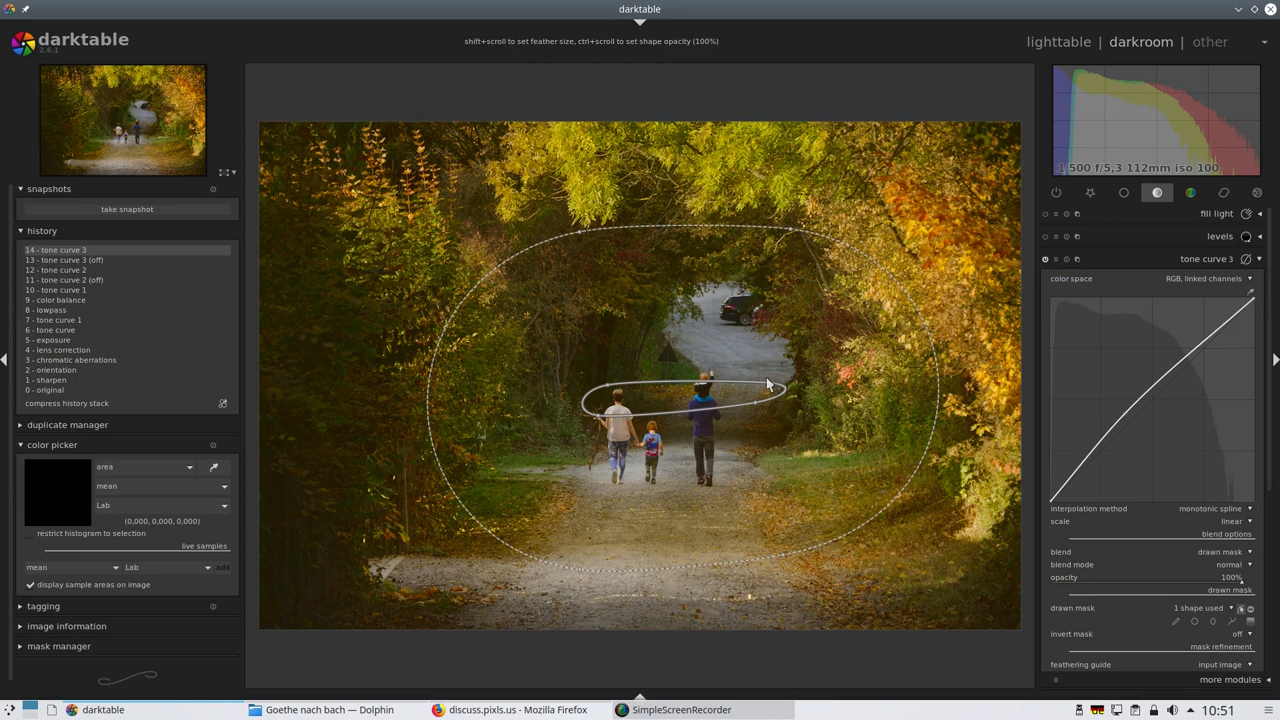 darktable
darktable
2.6.1
shift+scroll to set feather size, ctrl+scroll to set shape opacity (100%)
lighttable | darkroom | other
1/500 f/5,3 112mm iso 100
snapshots
take snapshot
history
14 - tone curve 3
13 - tone curve 3 (off)
12 - tone curve 2
11 - tone curve 2 (off)
10 - tone curve 1
9 - color balance
8 - lowpass
7 - tone curve 1
6 - tone curve
5 - exposure
4 - lens correction
3 - chromatic aberrations
2 - orientation
1 - sharpen
0 - original
compress history stack
duplicate manager
color picker
area
mean
Lab
(0,000, 0,000, 0,000)
restrict histogram to selection
live samples
mean Lab add
display sample areas on image
tagging
image information
mask manager
fill light
levels
tone curve 3
color space RGB, linked channels
interpolation method monotonic spline
scale linear
blend options
blend drawn mask
blend mode normal
opacity 100%
drawn mask
drawn mask 1 shape used
invert mask off
mask refinement
feathering guide input image
more modules
darktable
Goethe nach bach — Dolphin
discuss.pixls.us - Mozilla Firefox
SimpleScreenRecorder
10:51